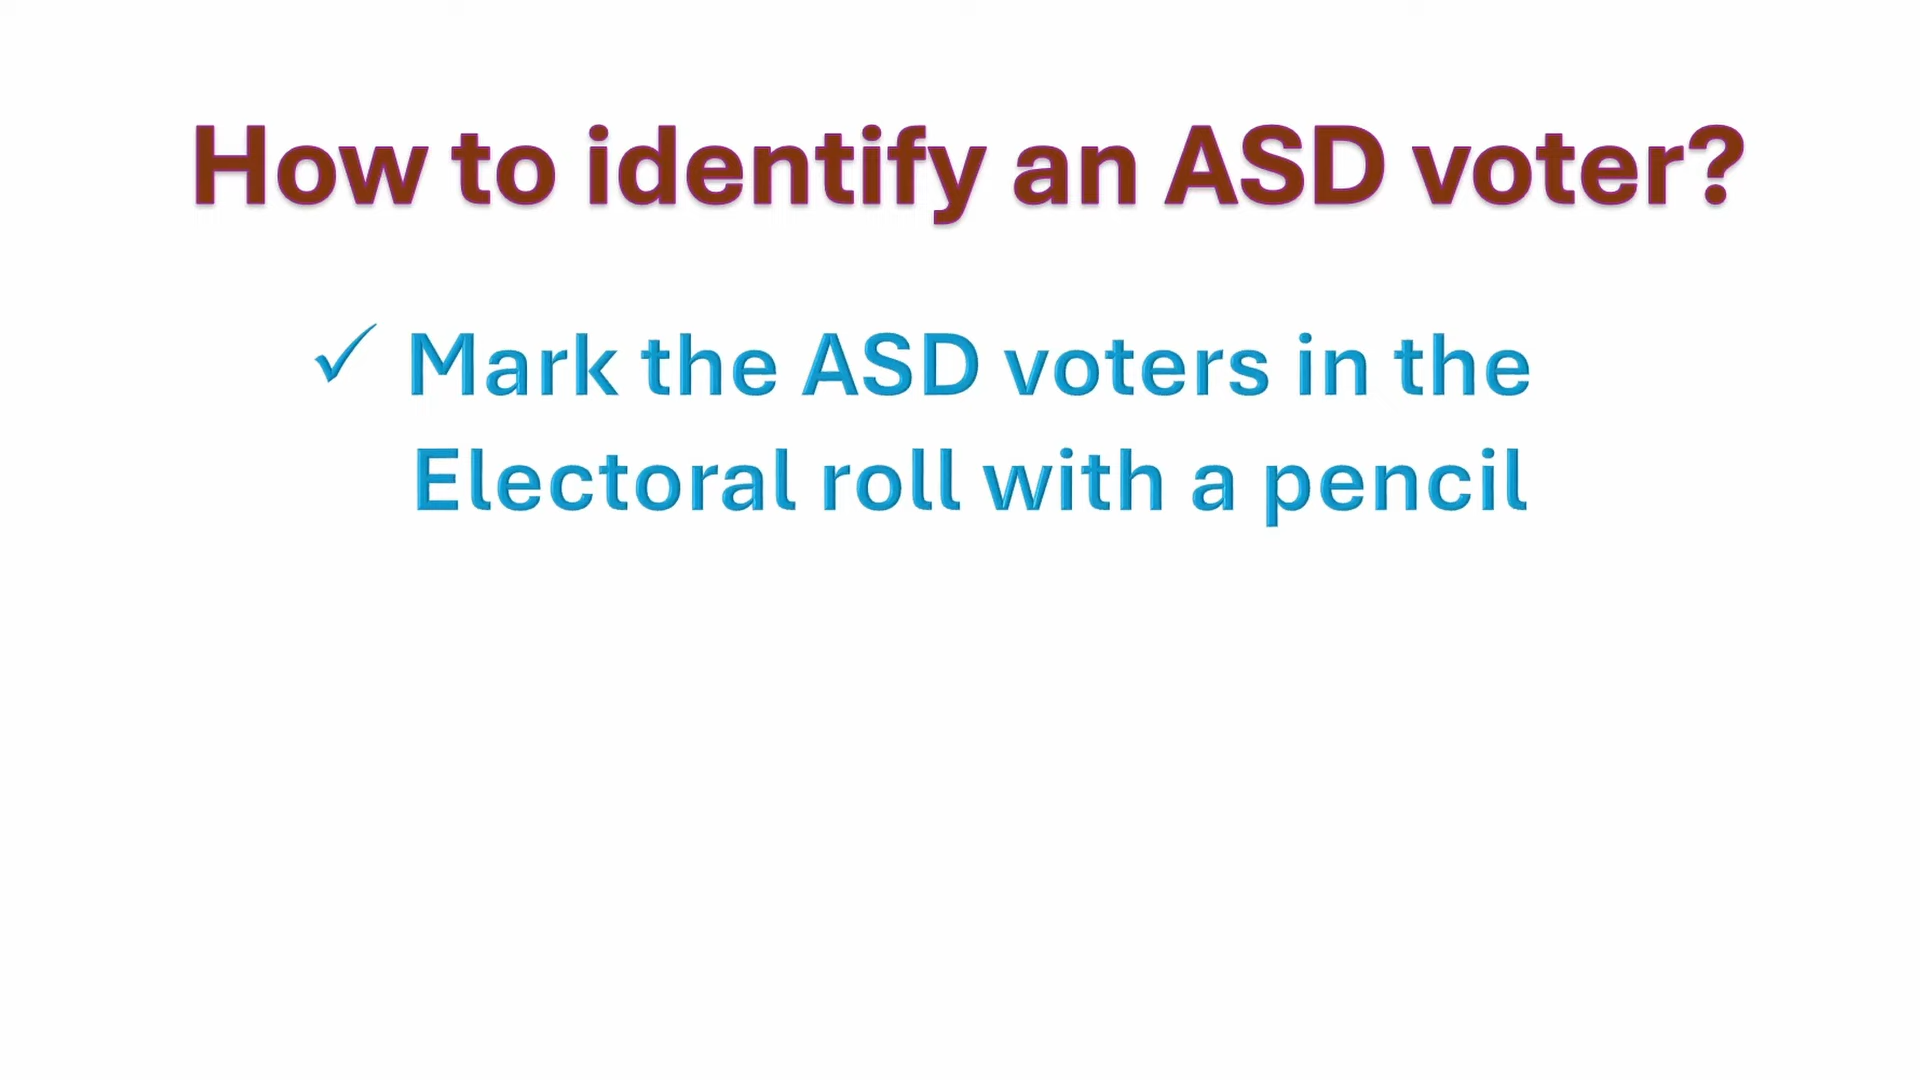 How to identify an ASD voter?
✓ Mark the ASD voters in the
Electoral roll with a pencil